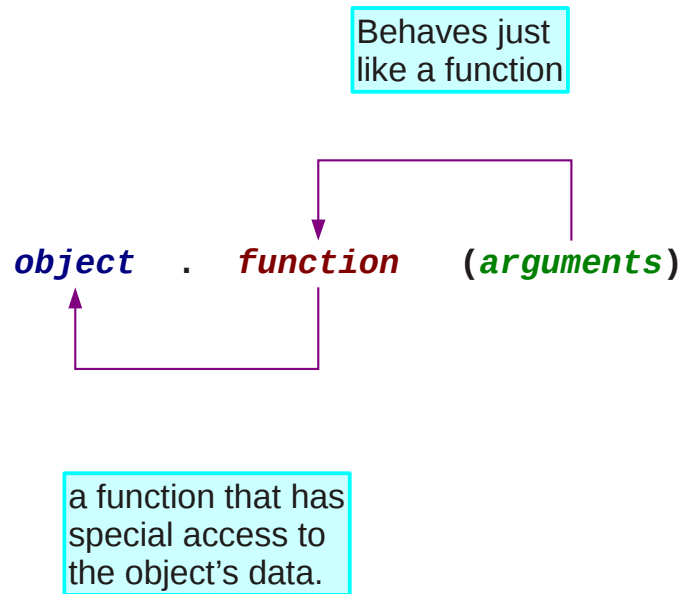 Behaves just
like a function
object . function (arguments)
a function that has
special access to
the object’s data.